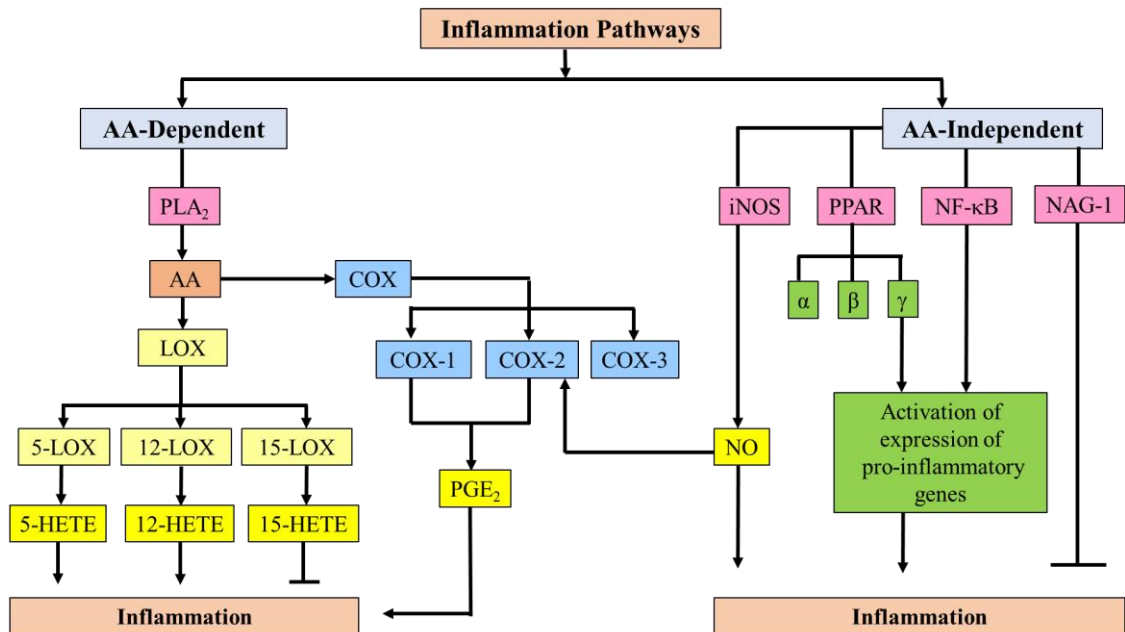 Inflammation Pathways
AA-Dependent
AA-Independent
PLA₂
iNOS
PPAR
NF-κB
NAG-1
AA
COX
α
β
γ
LOX
COX-1
COX-2
COX-3
5-LOX
12-LOX
15-LOX
NO
Activation of
expression of
pro-inflammatory
genes
PGE₂
5-HETE
12-HETE
15-HETE
Inflammation
Inflammation